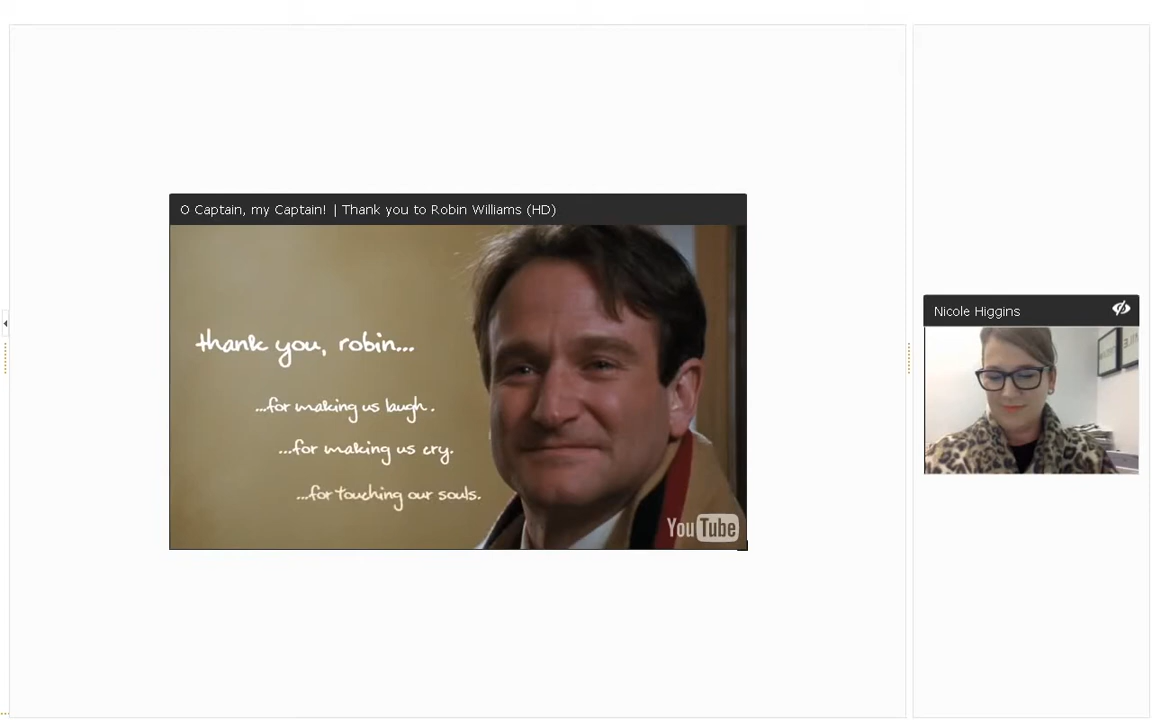 O Captain, my Captain! | Thank you to Robin Williams (HD)
thank you, robin...
...for making us laugh.
...for making us cry.
...for touching our souls.
YouTube
Nicole Higgins